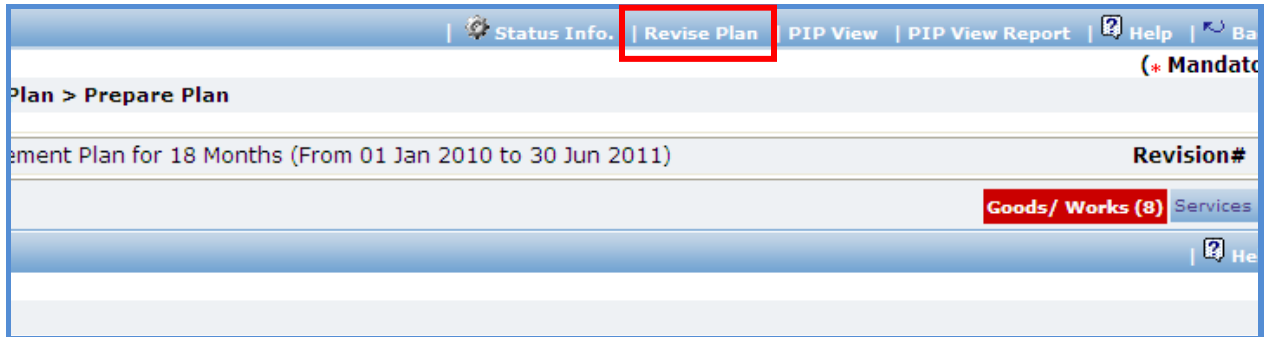 | Status Info. | Revise Plan | PIP View | PIP View Report | Help | Ba
(* Mandato
Plan > Prepare Plan
ement Plan for 18 Months (From 01 Jan 2010 to 30 Jun 2011) Revision#
Goods/ Works (8) Services
| He